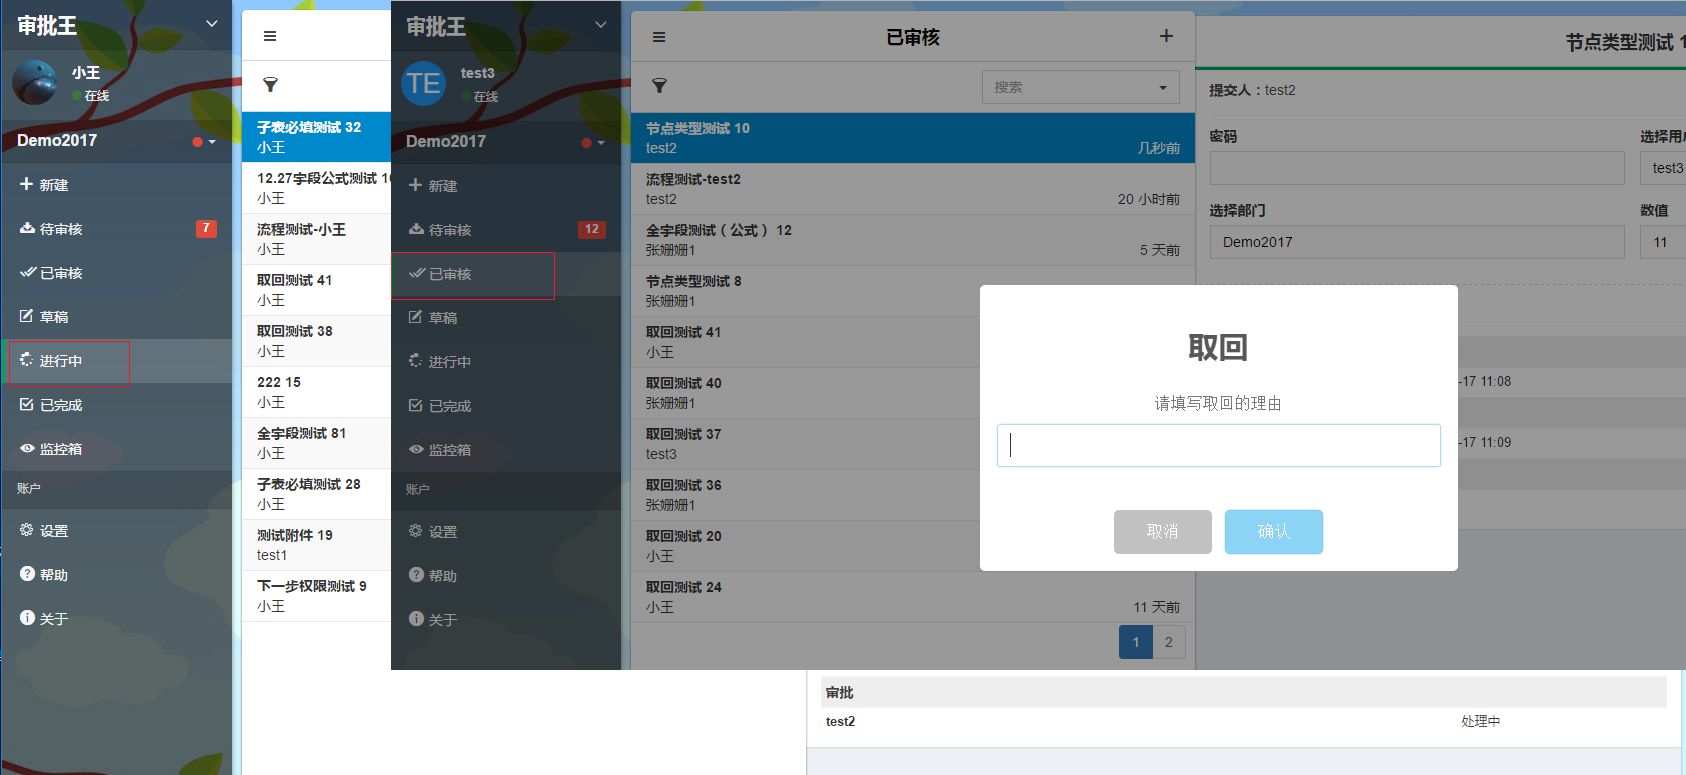 审批王
小王
在线
Demo2017
新建
待审核 7
已审核
草稿
进行中
已完成
监控箱
账户
设置
帮助
关于
子表必填测试 32
小王
12.27字段公式测试
小王
流程测试-小王
小王
取回测试 41
小王
取回测试 38
小王
222 15
小王
全字段测试 81
小王
子表必填测试 28
小王
测试附件 19
test1
下一步权限测试 9
小王
审批王
TE
test3
在线
Demo2017
新建
待审核 12
已审核
草稿
进行中
已完成
监控箱
账户
设置
帮助
关于
已审核
搜索
节点类型测试 10
test2 几秒前
流程测试-test2
test2 20 小时前
全字段测试（公式） 12
张姗姗1 5 天前
节点类型测试 8
张姗姗1
取回测试 41
小王
取回测试 40
张姗姗1
取回测试 37
test3
取回测试 36
张姗姗1
取回测试 20
小王
取回测试 24
小王 11 天前
1 2
节点类型测试 1
提交人：test2
密码 选择用
test3
选择部门 数值
Demo2017 11
-17 11:08
-17 11:09
取回
请填写取回的理由
取消 确认
审批
test2 处理中